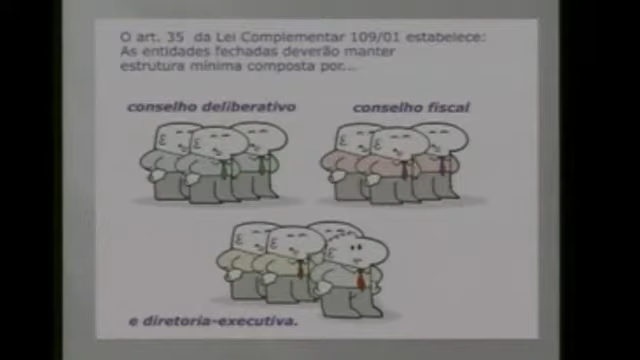 O art. 35 da Lei Complementar 109/01 estabelece:
As entidades fechadas deverão manter
estrutura mínima composta por...
conselho deliberativo
conselho fiscal
e diretoria-executiva.